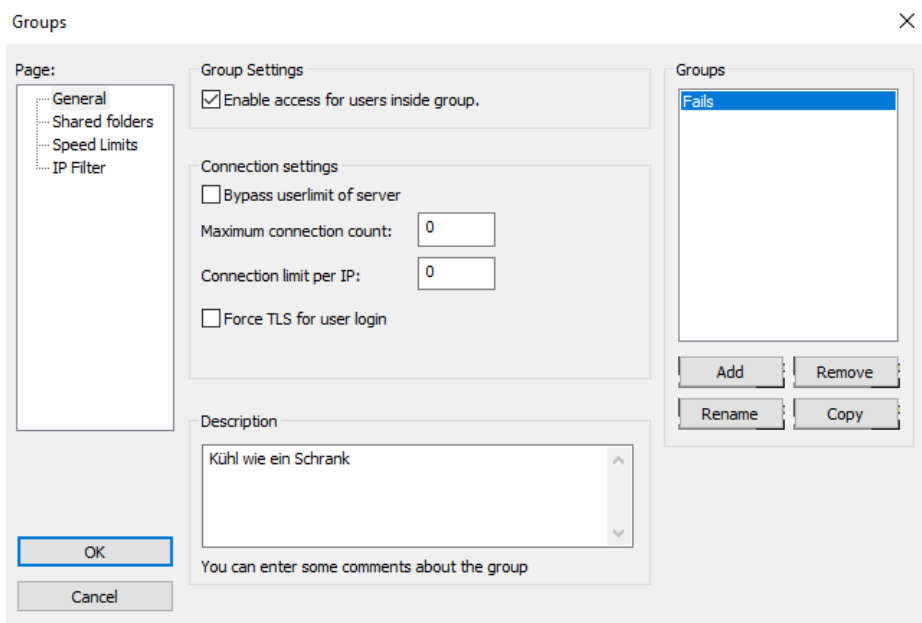 Groups
Page:
General
Shared folders
Speed Limits
IP Filter
OK
Cancel
Group Settings
Enable access for users inside group.
Connection settings
Bypass userlimit of server
Maximum connection count: 0
Connection limit per IP: 0
Force TLS for user login
Description
Kühl wie ein Schrank
You can enter some comments about the group
Groups
Fails
Add Remove
Rename Copy